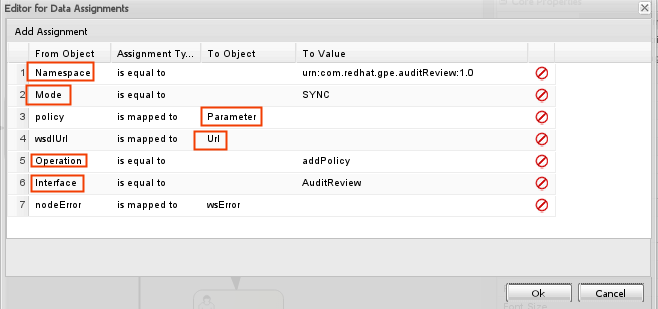 Editor for Data Assignments
Add Assignment
From Object Assignment Ty... To Object To Value
1 Namespace is equal to urn:com.redhat.gpe.auditReview:1.0
2 Mode is equal to SYNC
3 policy is mapped to Parameter
4 wsdlUrl is mapped to Url
5 Operation is equal to addPolicy
6 Interface is equal to AuditReview
7 nodeError is mapped to wsError
Ok Cancel